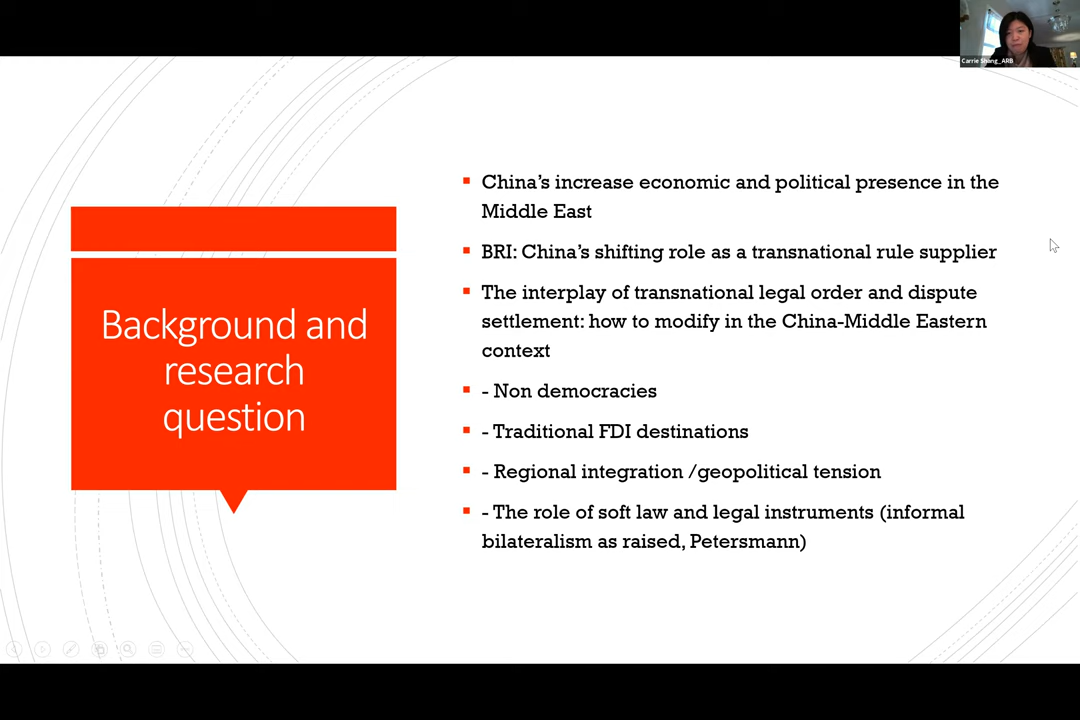 Carrie Shang_ARB
Background and
research
question
China's increase economic and political presence in the
Middle East
BRI: China's shifting role as a transnational rule supplier
The interplay of transnational legal order and dispute
settlement: how to modify in the China-Middle Eastern
context
- Non democracies
- Traditional FDI destinations
- Regional integration /geopolitical tension
- The role of soft law and legal instruments (informal
bilateralism as raised, Petersmann)